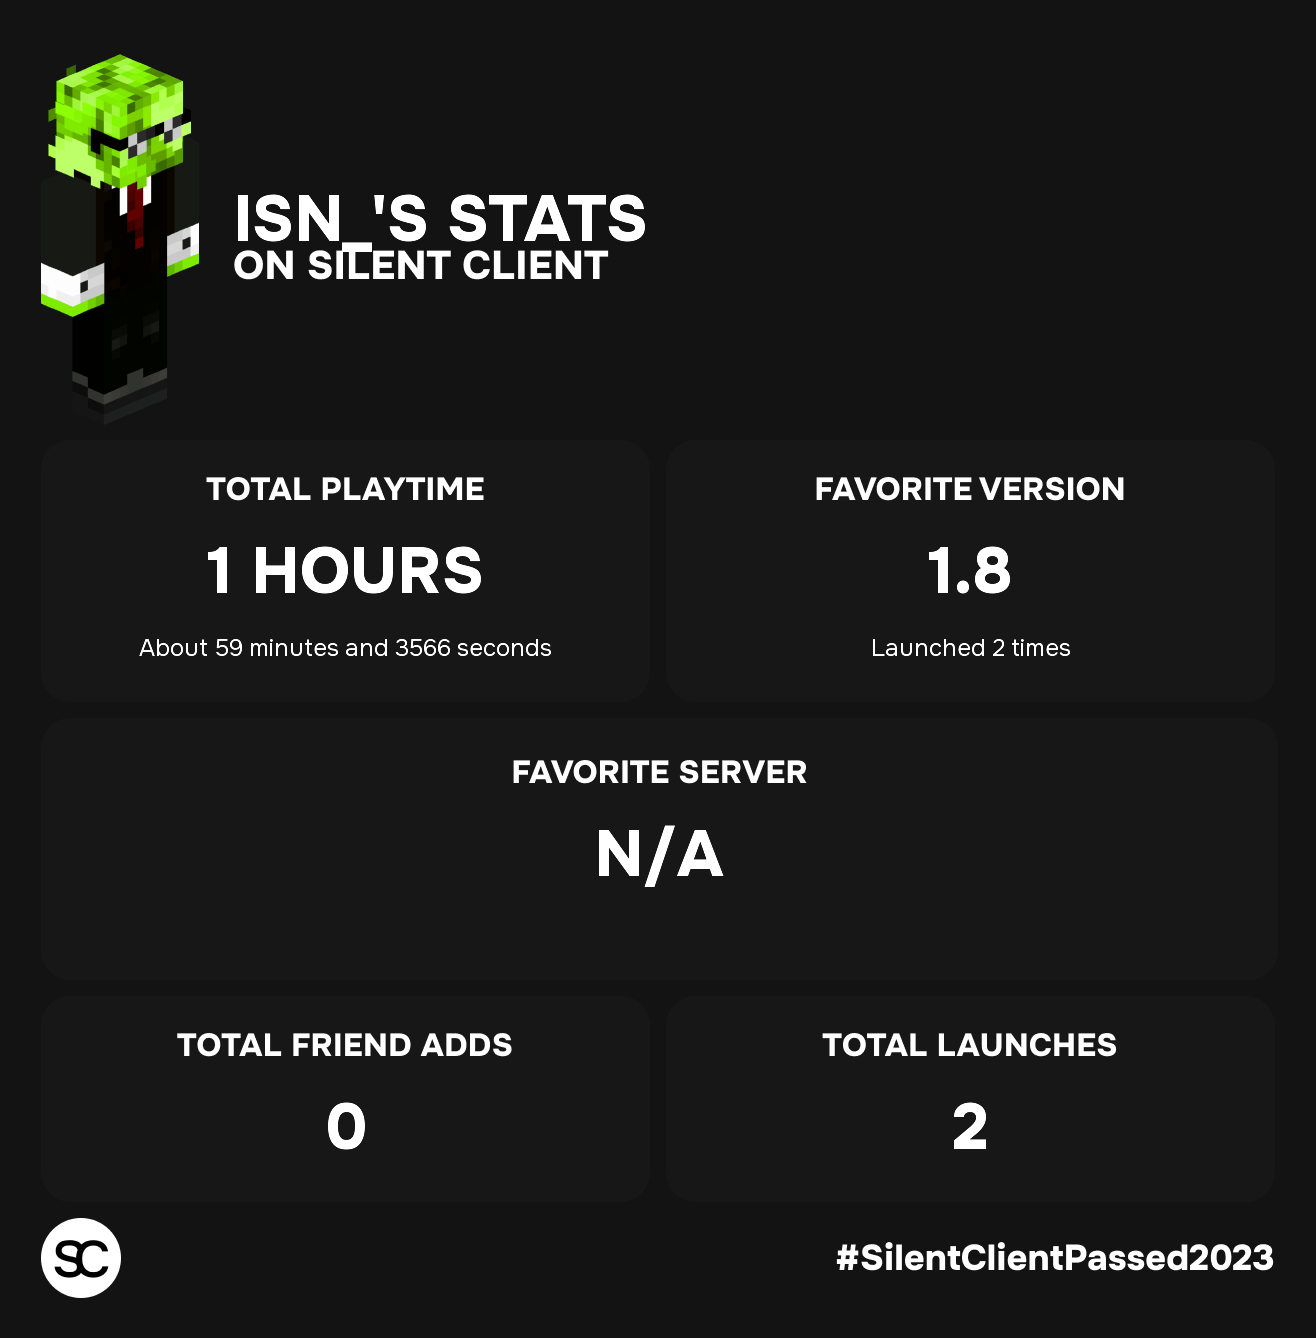 ISN_'S STATS
ON SILENT CLIENT
TOTAL PLAYTIME
1 HOURS
About 59 minutes and 3566 seconds
FAVORITE VERSION
1.8
Launched 2 times
FAVORITE SERVER
N/A
TOTAL FRIEND ADDS
0
TOTAL LAUNCHES
2
SC
#SilentClientPassed2023